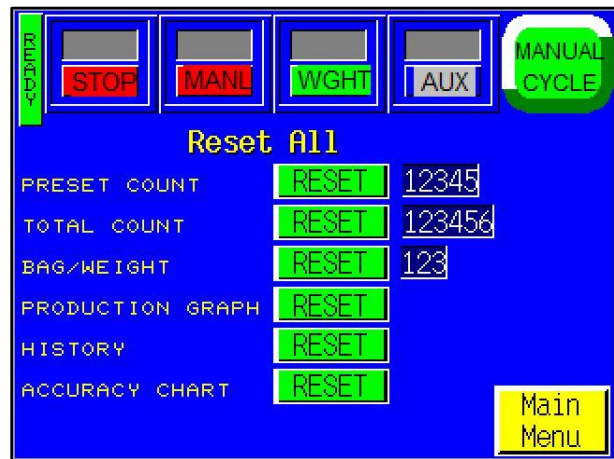 READY
STOP
MANL
WGHT
AUX
MANUAL
CYCLE
Reset All
PRESET COUNT RESET 12345
TOTAL COUNT RESET 123456
BAG/WEIGHT RESET 123
PRODUCTION GRAPH RESET
HISTORY RESET
ACCURACY CHART RESET
Main
Menu